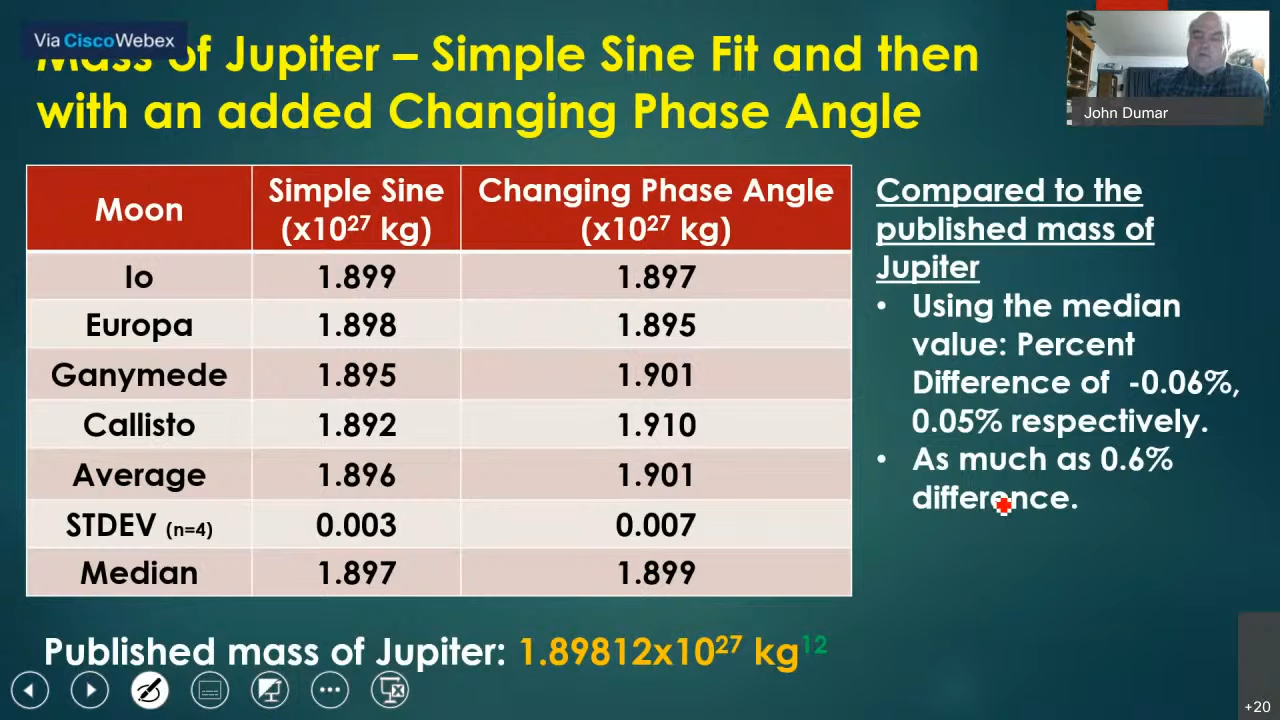 Via CiscoWebex
Mass of Jupiter – Simple Sine Fit and then
with an added Changing Phase Angle
John Dumar
Moon
Simple Sine
(x10²⁷ kg)
Changing Phase Angle
(x10²⁷ kg)
Io 1.899 1.897
Europa 1.898 1.895
Ganymede 1.895 1.901
Callisto 1.892 1.910
Average 1.896 1.901
STDEV (n=4) 0.003 0.007
Median 1.897 1.899
Compared to the
published mass of
Jupiter
• Using the median
value: Percent
Difference of -0.06%,
0.05% respectively.
• As much as 0.6%
difference.
Published mass of Jupiter: 1.89812x10²⁷ kg¹²
+20